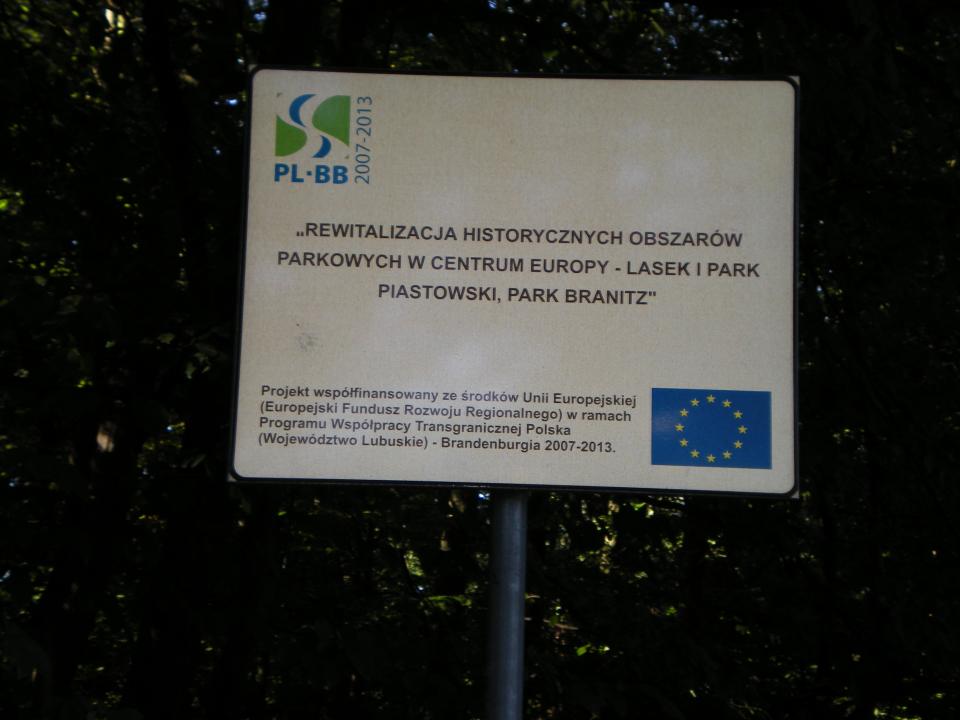 PL·BB
2007-2013
„REWITALIZACJA HISTORYCZNYCH OBSZARÓW
PARKOWYCH W CENTRUM EUROPY - LASEK I PARK
PIASTOWSKI, PARK BRANITZ"
Projekt współfinansowany ze środków Unii Europejskiej
(Europejski Fundusz Rozwoju Regionalnego) w ramach
Programu Współpracy Transgranicznej Polska
(Województwo Lubuskie) - Brandenburgia 2007-2013.